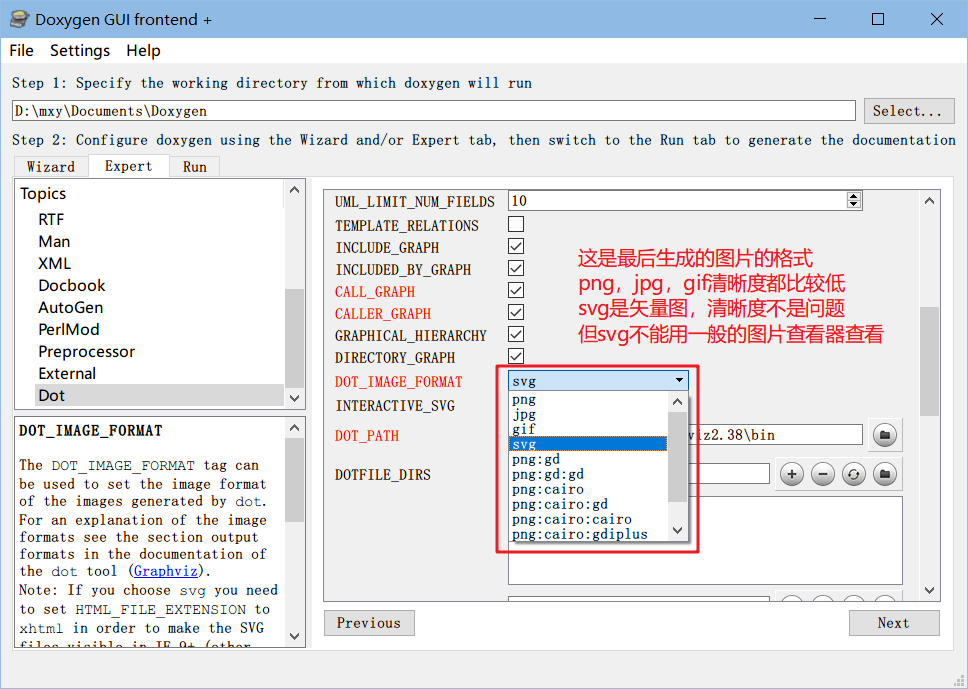 Doxygen GUI frontend +
File Settings Help
Step 1: Specify the working directory from which doxygen will run
D:\mxy\Documents\Doxygen
Select...
Step 2: Configure doxygen using the Wizard and/or Expert tab, then switch to the Run tab to generate the documentation
Wizard Expert Run
Topics
RTF
Man
XML
Docbook
AutoGen
PerlMod
Preprocessor
External
Dot
DOT_IMAGE_FORMAT
The DOT_IMAGE_FORMAT tag can
be used to set the image format
of the images generated by dot.
For an explanation of the image
formats see the section output
formats in the documentation of
the dot tool (Graphviz).
Note: If you choose svg you need
to set HTML_FILE_EXTENSION to
xhtml in order to make the SVG
files visible in IE 9+ (other
UML_LIMIT_NUM_FIELDS 10
TEMPLATE_RELATIONS
INCLUDE_GRAPH
INCLUDED_BY_GRAPH
CALL_GRAPH
CALLER_GRAPH
GRAPHICAL_HIERARCHY
DIRECTORY_GRAPH
DOT_IMAGE_FORMAT svg
INTERACTIVE_SVG
DOT_PATH viz2.38\bin
DOTFILE_DIRS
png
jpg
gif
svg
png:gd
png:gd:gd
png:cairo
png:cairo:gd
png:cairo:cairo
png:cairo:gdiplus
这是最后生成的图片的格式
png，jpg，gif清晰度都比较低
svg是矢量图，清晰度不是问题
但svg不能用一般的图片查看器查看
Previous
Next